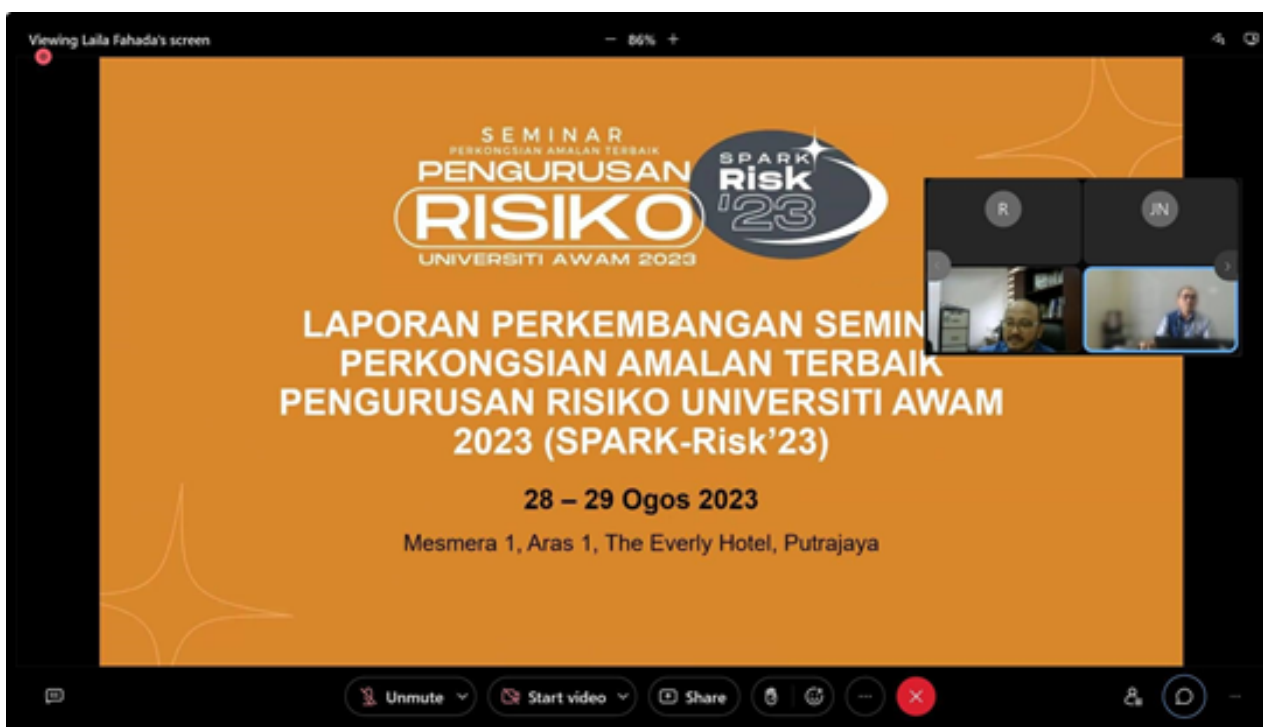 Viewing Laila Fahada's screen
− 86% +
SEMINAR
PERKONGSIAN AMALAN TERBAIK
PENGURUSAN
RISIKO
UNIVERSITI AWAM 2023
SPARK
Risk
'23
R
JN
LAPORAN PERKEMBANGAN SEMIN
PERKONGSIAN AMALAN TERBAIK
PENGURUSAN RISIKO UNIVERSITI AWAM
2023 (SPARK-Risk'23)
28 – 29 Ogos 2023
Mesmera 1, Aras 1, The Everly Hotel, Putrajaya
Unmute
Start video
Share